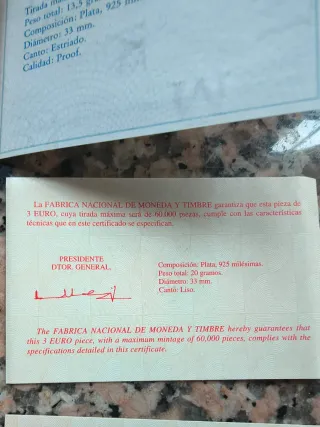 Tirada
Peso total: 13,5
Composición: Plata, 925
Diámetro: 33 mm.
Canto: Estriado.
Calidad: Proof.
La FABRICA NACIONAL DE MONEDA Y TIMBRE garantiza que esta pieza de
3 EURO, cuya tirada máxima será de 60.000 piezas, cumple con las características
técnicas que en este certificado se especifican.
PRESIDENTE
DTOR. GENERAL.
Composición: Plata, 925 milésimas.
Peso total: 20 gramos.
Diámetro: 33 mm.
Canto: Liso.
The FABRICA NACIONAL DE MONEDA Y TIMBRE hereby guarantees that
this 3 EURO piece, with a maximum mintage of 60,000 pieces, complies with the
specifications detailed in this certificate.